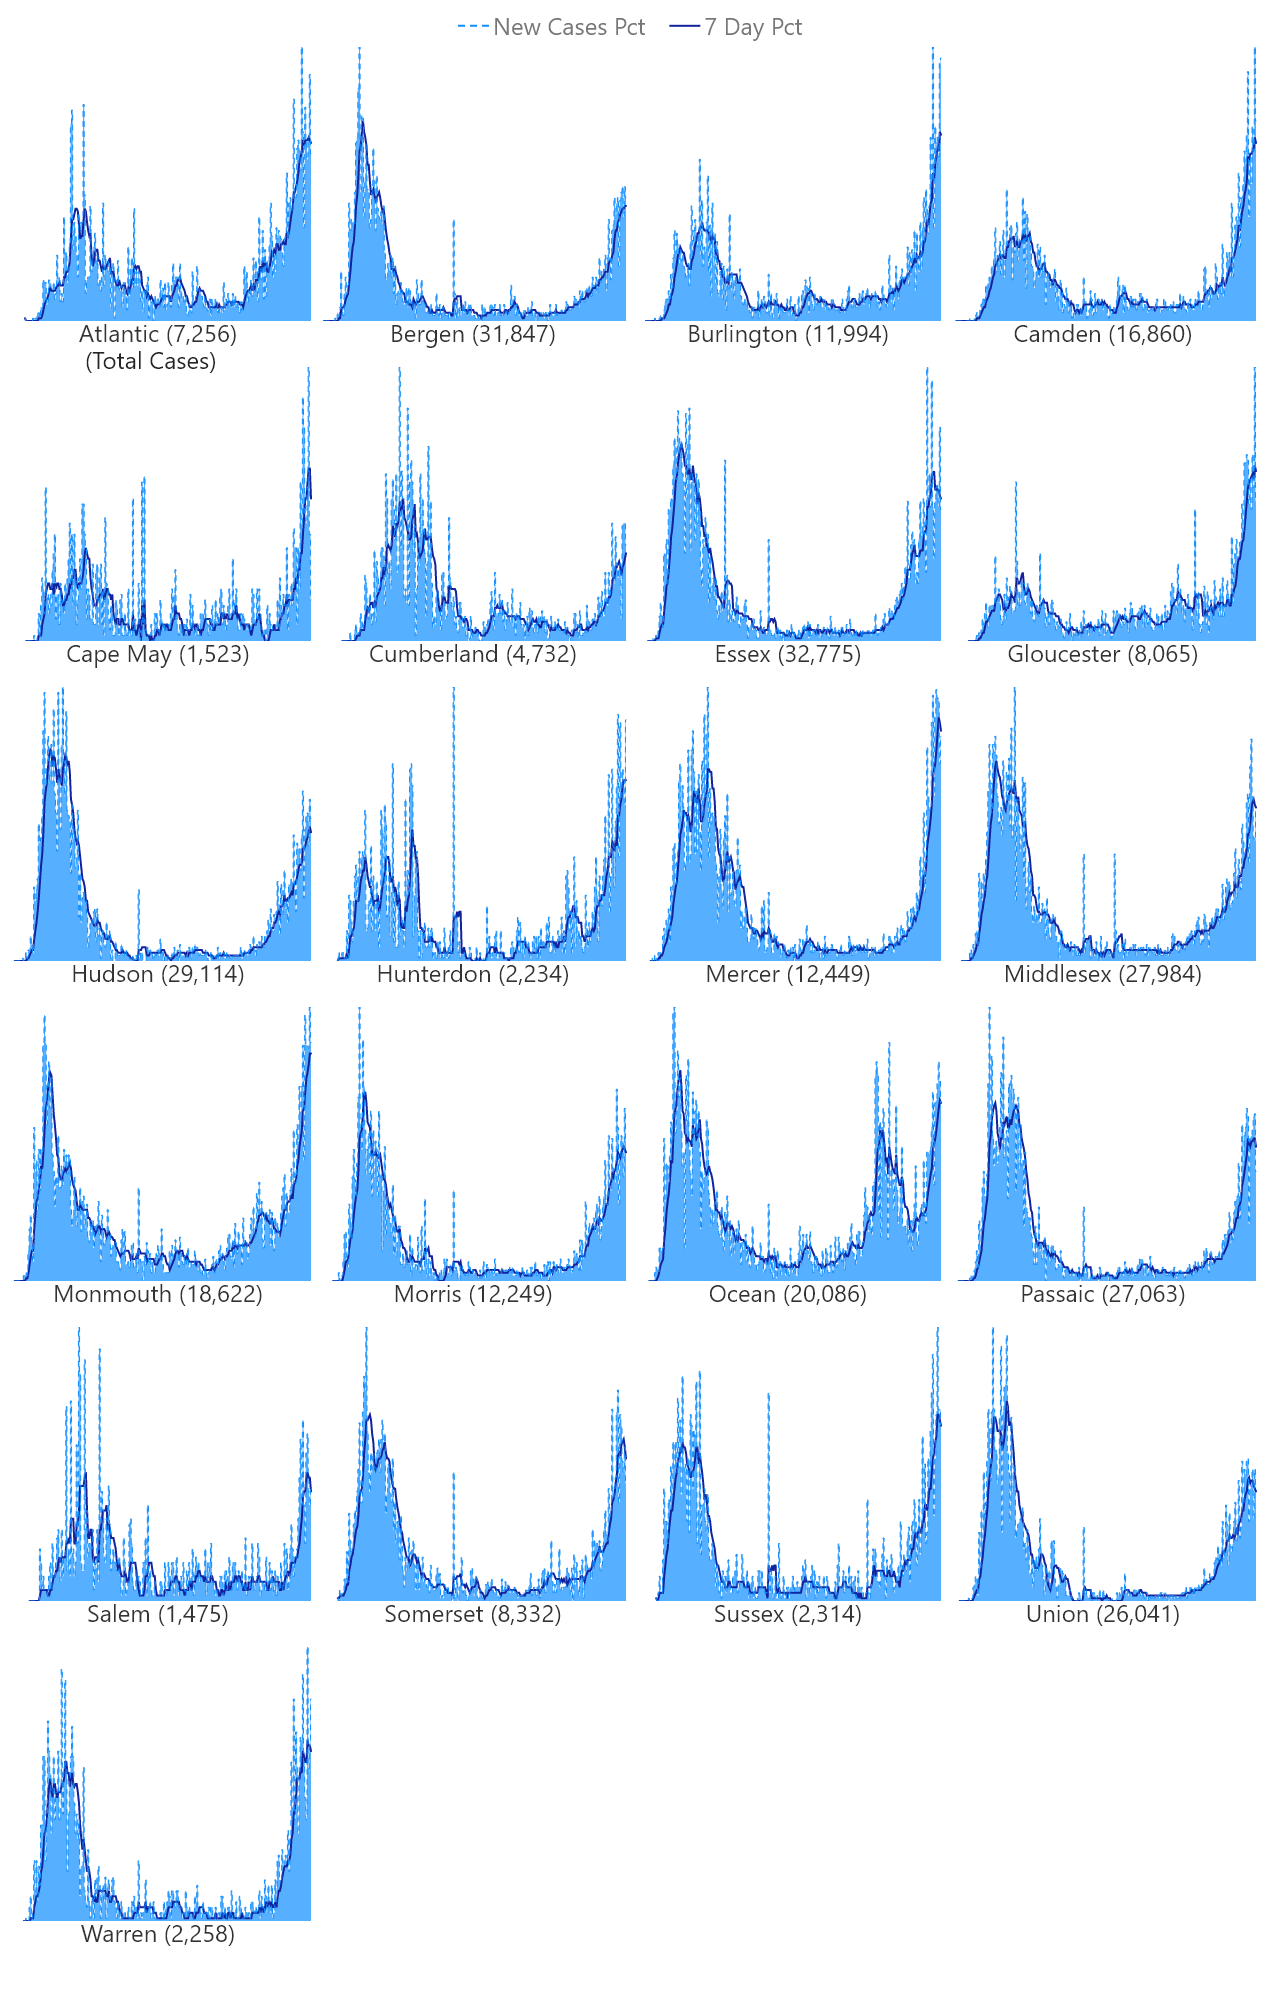 New Cases Pct 7 Day Pct
Atlantic (7,256)
(Total Cases)
Bergen (31,847)
Burlington (11,994)
Camden (16,860)
Cape May (1,523)
Cumberland (4,732)
Essex (32,775)
Gloucester (8,065)
Hudson (29,114)
Hunterdon (2,234)
Mercer (12,449)
Middlesex (27,984)
Monmouth (18,622)
Morris (12,249)
Ocean (20,086)
Passaic (27,063)
Salem (1,475)
Somerset (8,332)
Sussex (2,314)
Union (26,041)
Warren (2,258)